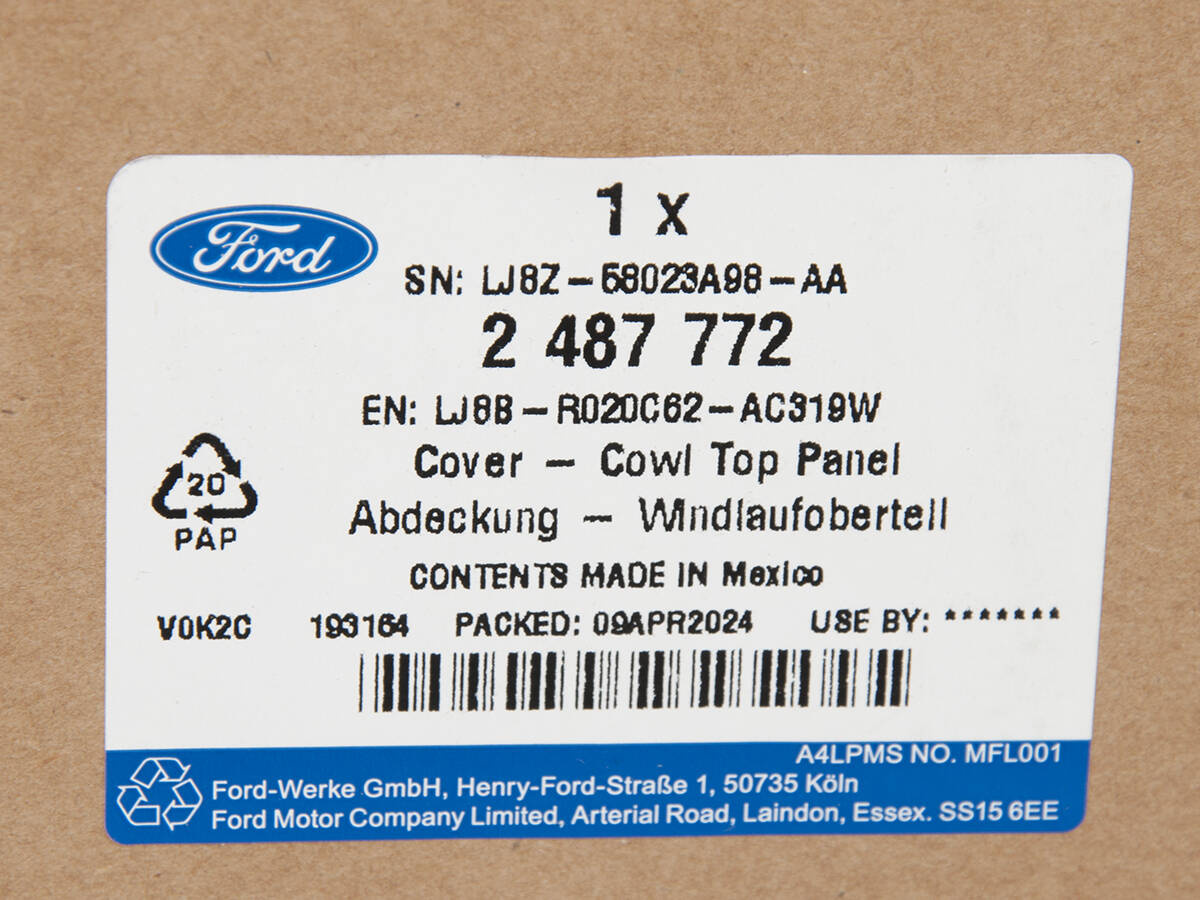 Ford
1 x
SN: LJ8Z-58023A98-AA
2 487 772
EN: LJ8B-R020C62-AC319W
Cover - Cowl Top Panel
Abdeckung - Windlaufoberteil
20
PAP
CONTENTS MADE IN Mexico
V0K2C 193164 PACKED: 09APR2024 USE BY: *******
A4LPMS NO. MFL001
Ford-Werke GmbH, Henry-Ford-Straße 1, 50735 Köln
Ford Motor Company Limited, Arterial Road, Laindon, Essex. SS15 6EE